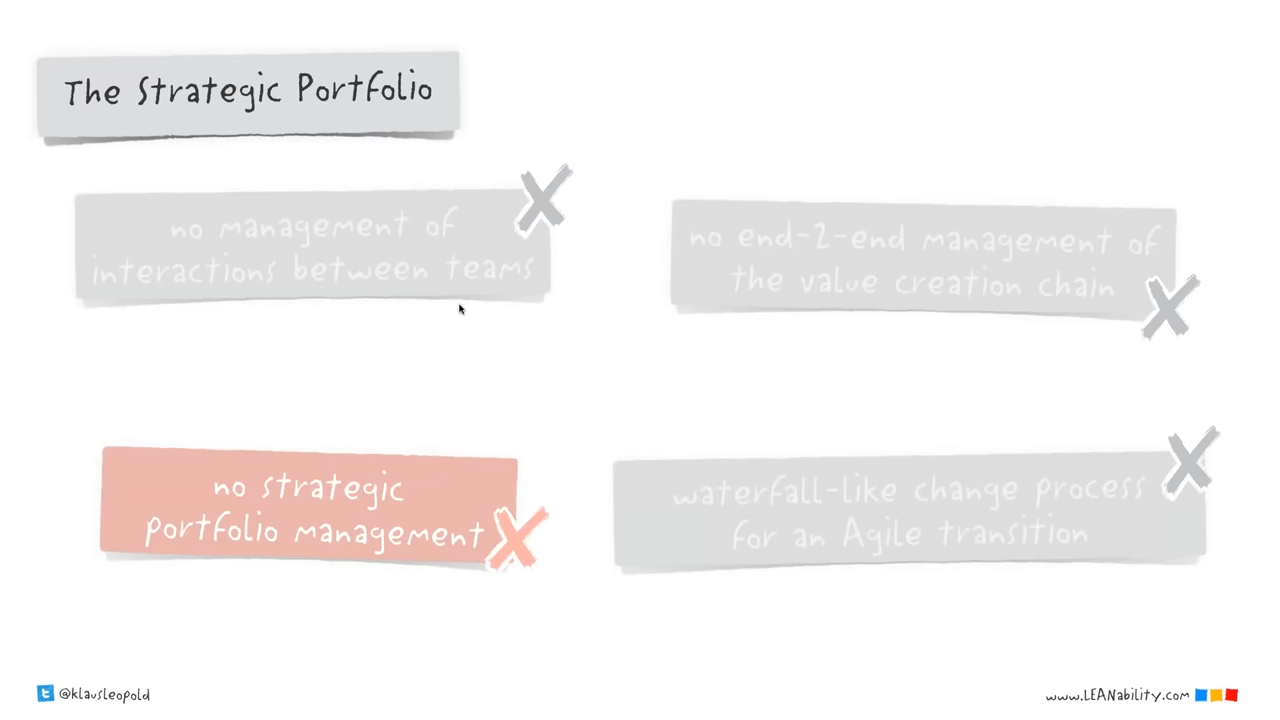 The Strategic Portfolio
no management of
interactions between teams
no end-2-end management of
the value creation chain
no strategic
portfolio management
waterfall-like change process
for an Agile transition
@klausleopold
www.LEANability.com